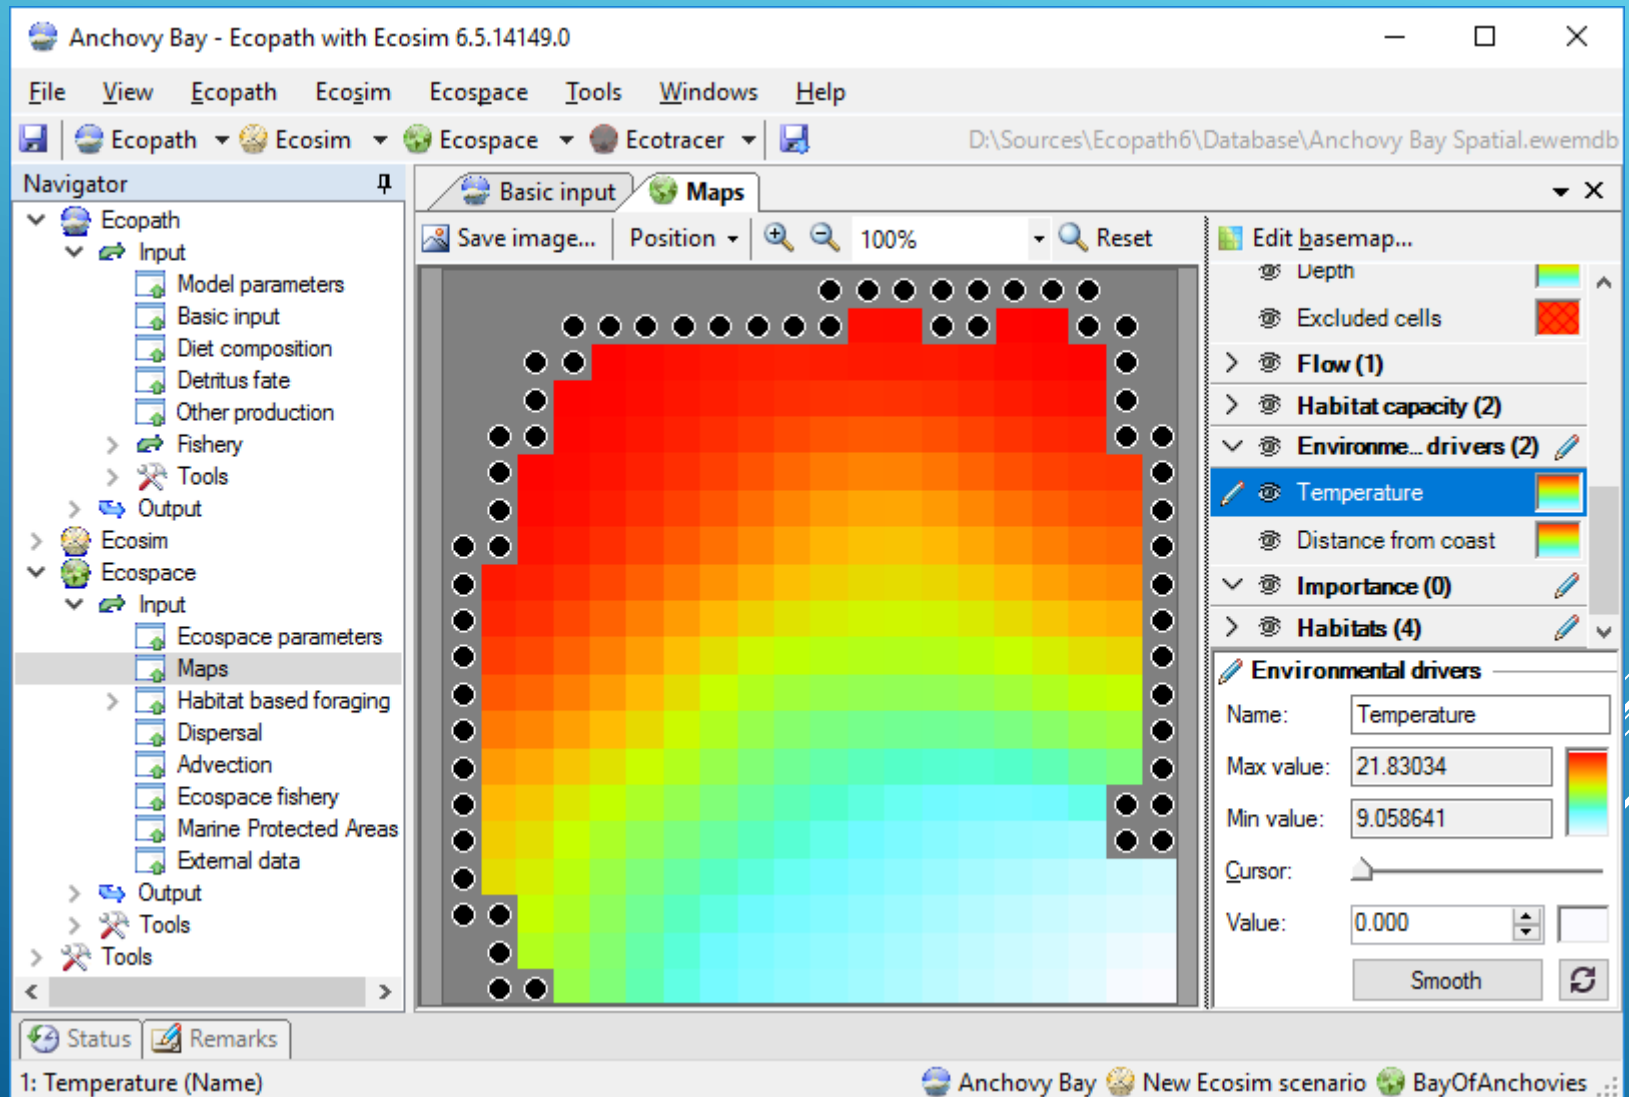 Anchovy Bay - Ecopath with Ecosim 6.5.14149.0
File View Ecopath Ecosim Ecospace Tools Windows Help
Ecopath Ecosim Ecospace Ecotracer D:\Sources\Ecopath6\Database\Anchovy Bay Spatial.ewemdb
Navigator
Ecopath
Input
Model parameters
Basic input
Diet composition
Detritus fate
Other production
Fishery
Tools
Output
Ecosim
Ecospace
Input
Ecospace parameters
Maps
Habitat based foraging
Dispersal
Advection
Ecospace fishery
Marine Protected Areas
External data
Output
Tools
Tools
Basic input Maps
Save image... Position 100% Reset
Edit basemap...
Depth
Excluded cells
Flow (1)
Habitat capacity (2)
Environme... drivers (2)
Temperature
Distance from coast
Importance (0)
Habitats (4)
Environmental drivers
Name: Temperature
Max value: 21.83034
Min value: 9.058641
Cursor:
Value: 0.000
Smooth
Status Remarks
1: Temperature (Name)
Anchovy Bay New Ecosim scenario BayOfAnchovies